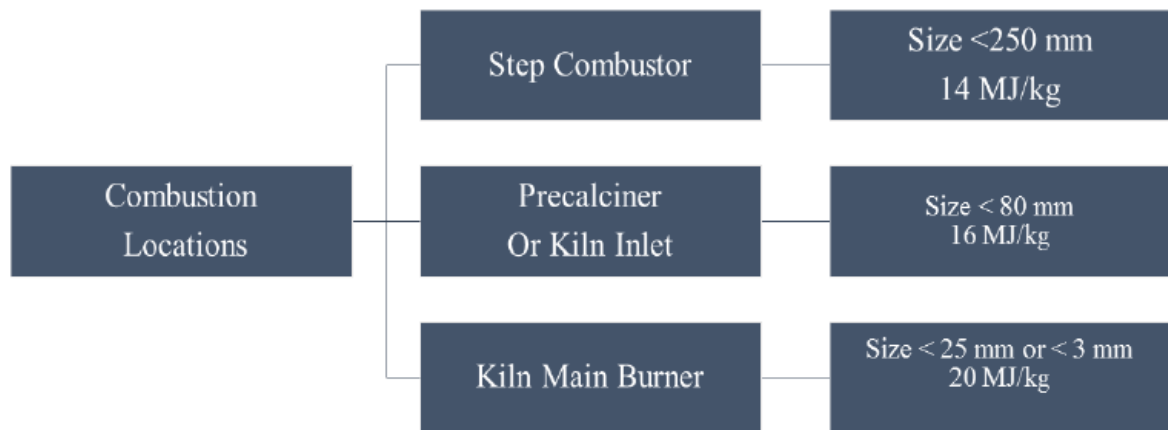 Combustion
Locations
Step Combustor
Size <250 mm
14 MJ/kg
Precalciner
Or Kiln Inlet
Size < 80 mm
16 MJ/kg
Kiln Main Burner
Size < 25 mm or < 3 mm
20 MJ/kg